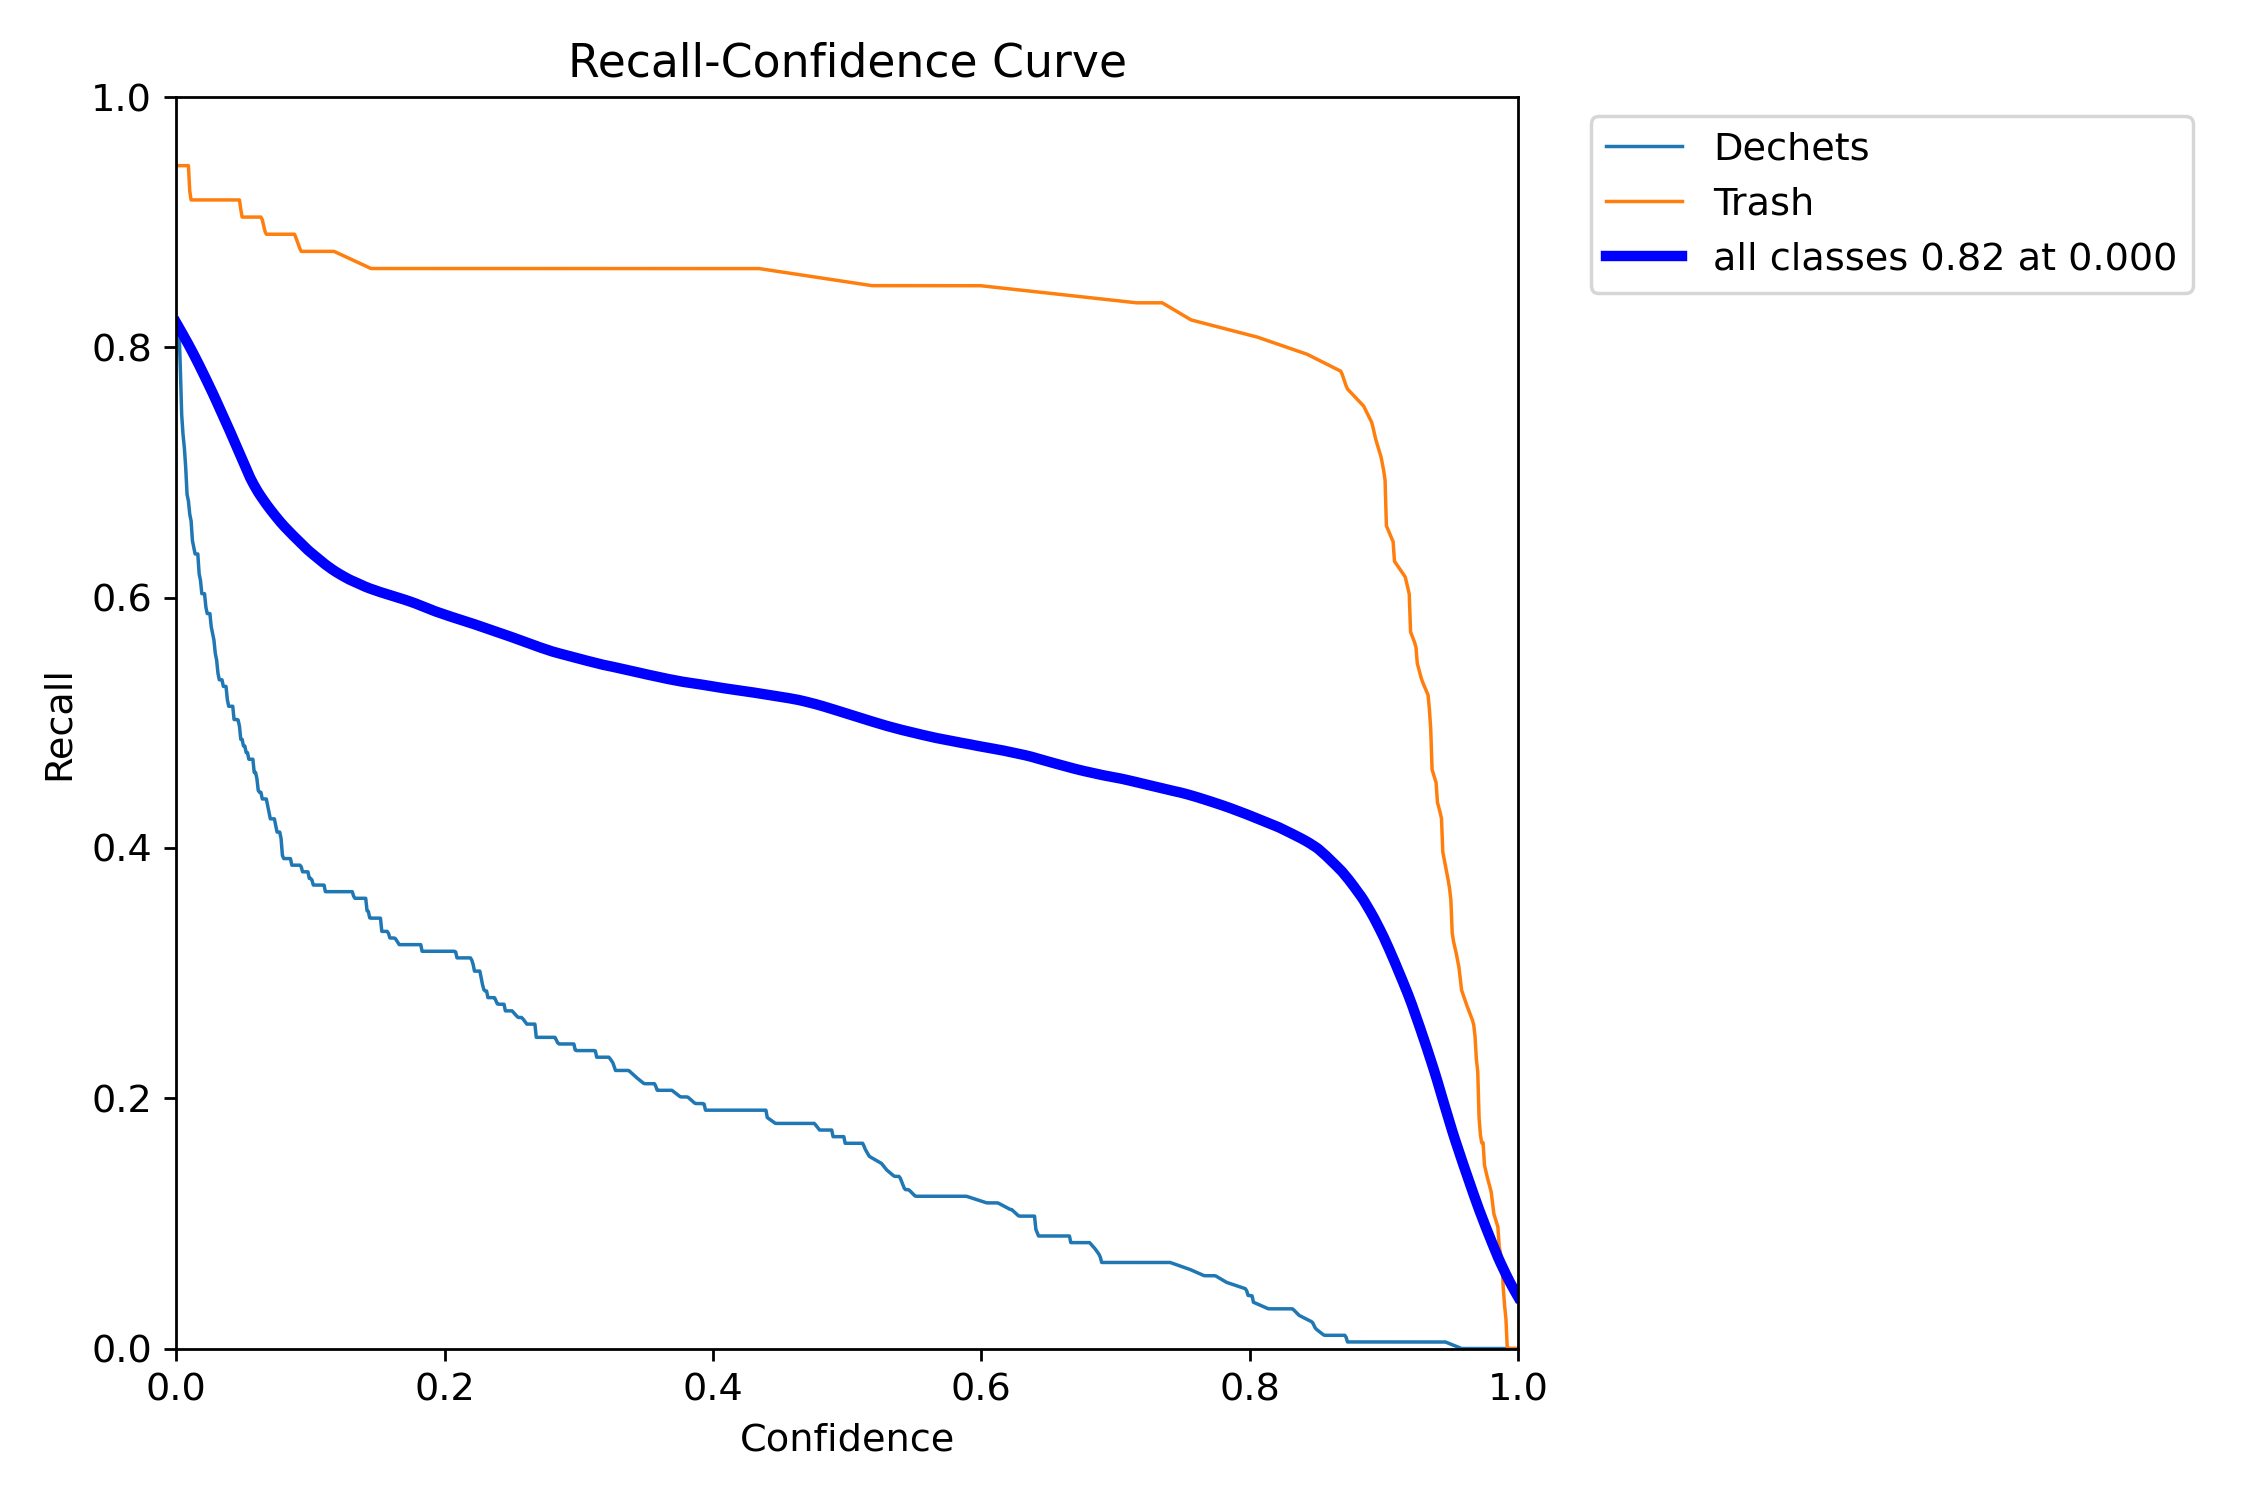 Recall-Confidence Curve
1.0
0.8
0.6
0.4
0.2
0.0
Recall
0.0 0.2 0.4 0.6 0.8 1.0
Confidence
Dechets
Trash
all classes 0.82 at 0.000